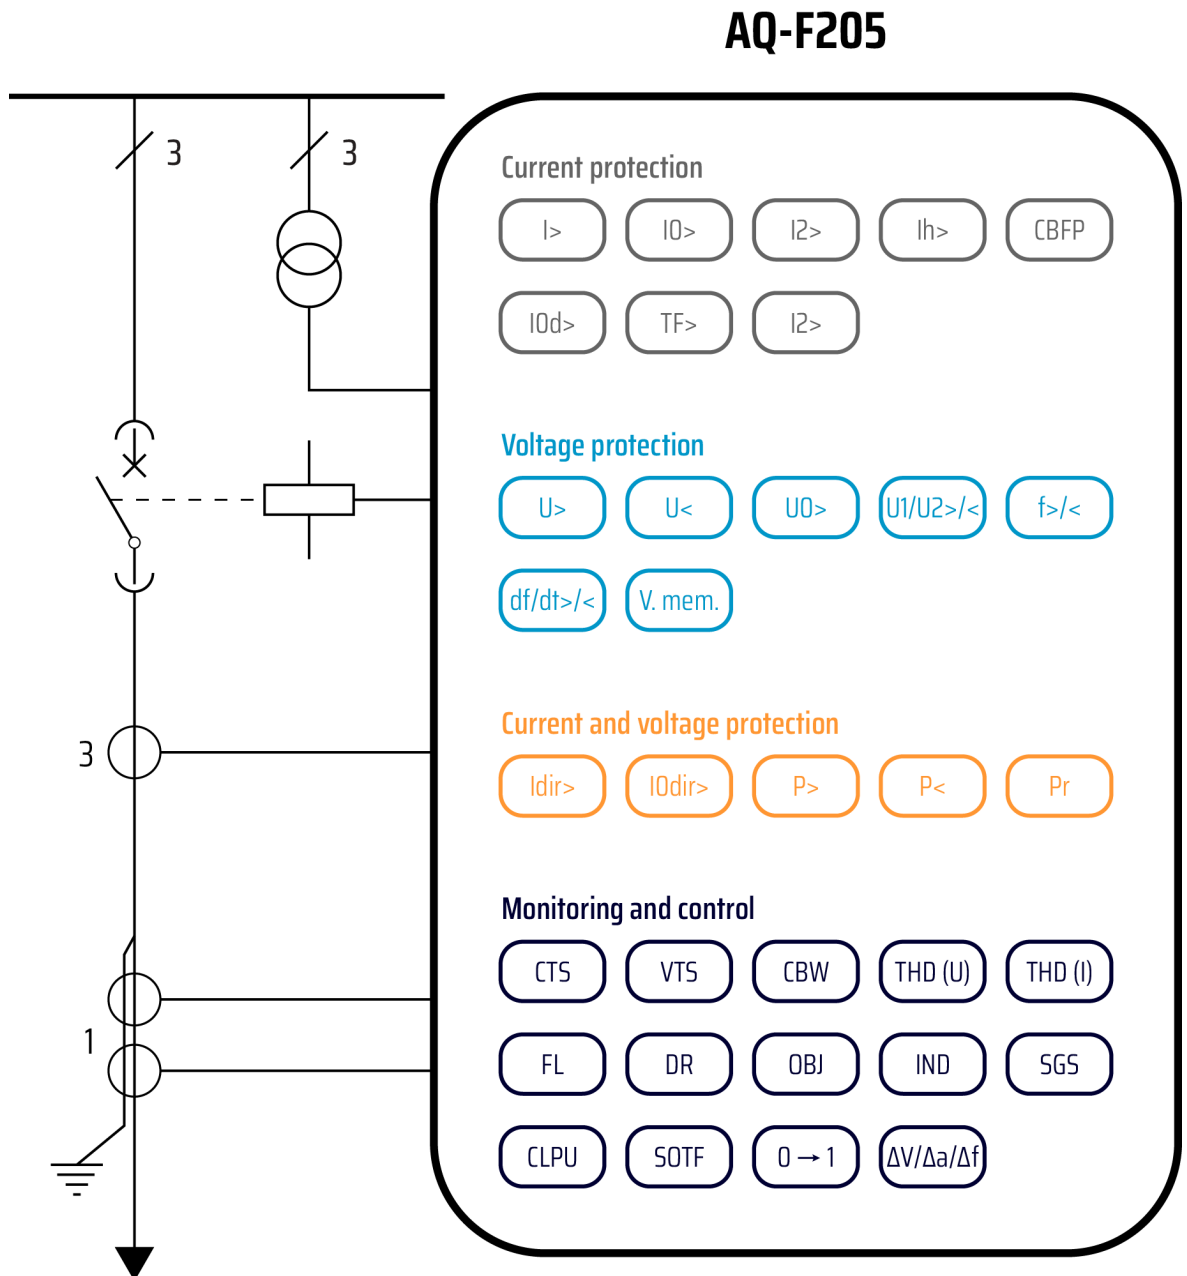 AQ-F205
3 3
Current protection
I> I0> I2> Ih> CBFP
I0d> TF> I2>
Voltage protection
U> U< U0> U1/U2>/< f>/<
df/dt>/< V. mem.
Current and voltage protection
3
Idir> I0dir> P> P< Pr
Monitoring and control
CTS VTS CBW THD (U) THD (I)
1
FL DR OBJ IND SGS
CLPU SOTF 0→1 ΔV/Δa/Δf